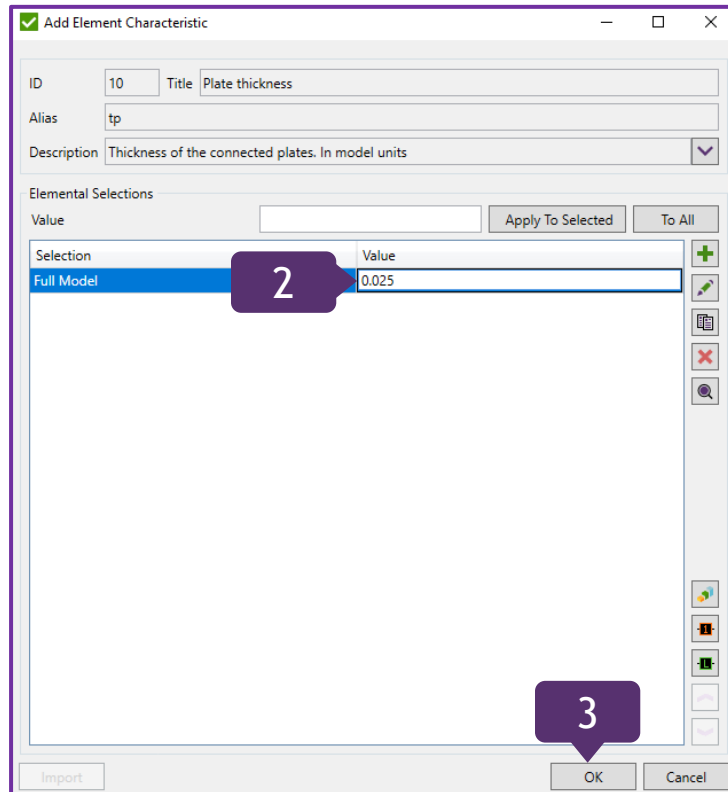 Add Element Characteristic
ID 10 Title Plate thickness
Alias tp
Description Thickness of the connected plates. In model units
Elemental Selections
Value Apply To Selected To All
Selection Value
Full Model 2 0.025
1
L
3
Import OK Cancel